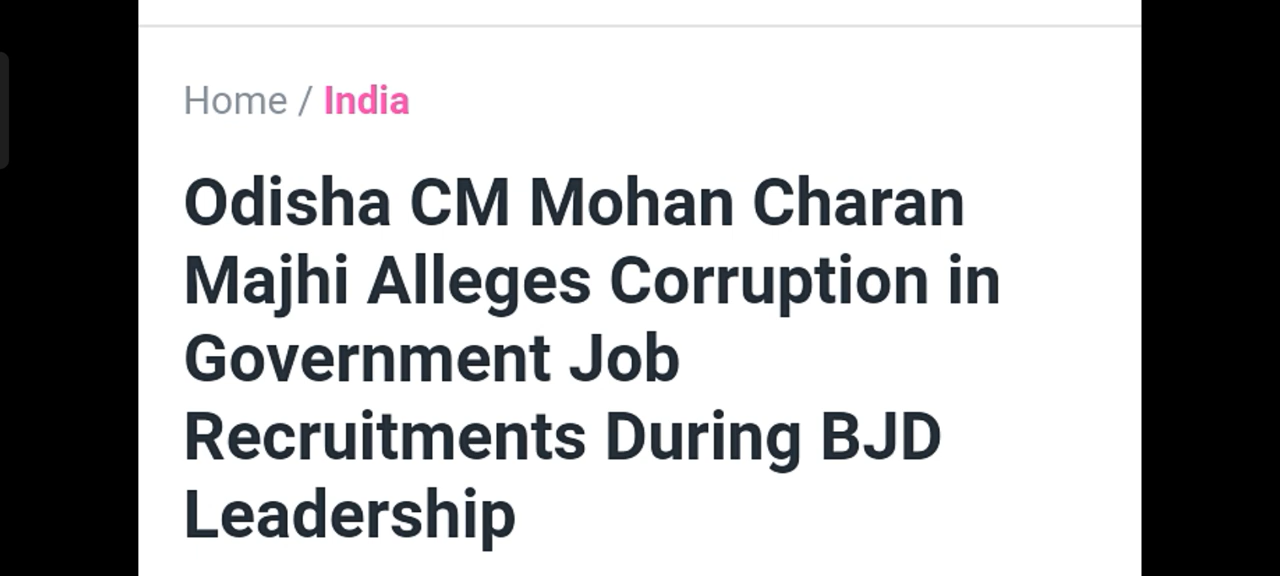 Home / India
Odisha CM Mohan Charan
Majhi Alleges Corruption in
Government Job
Recruitments During BJD
Leadership